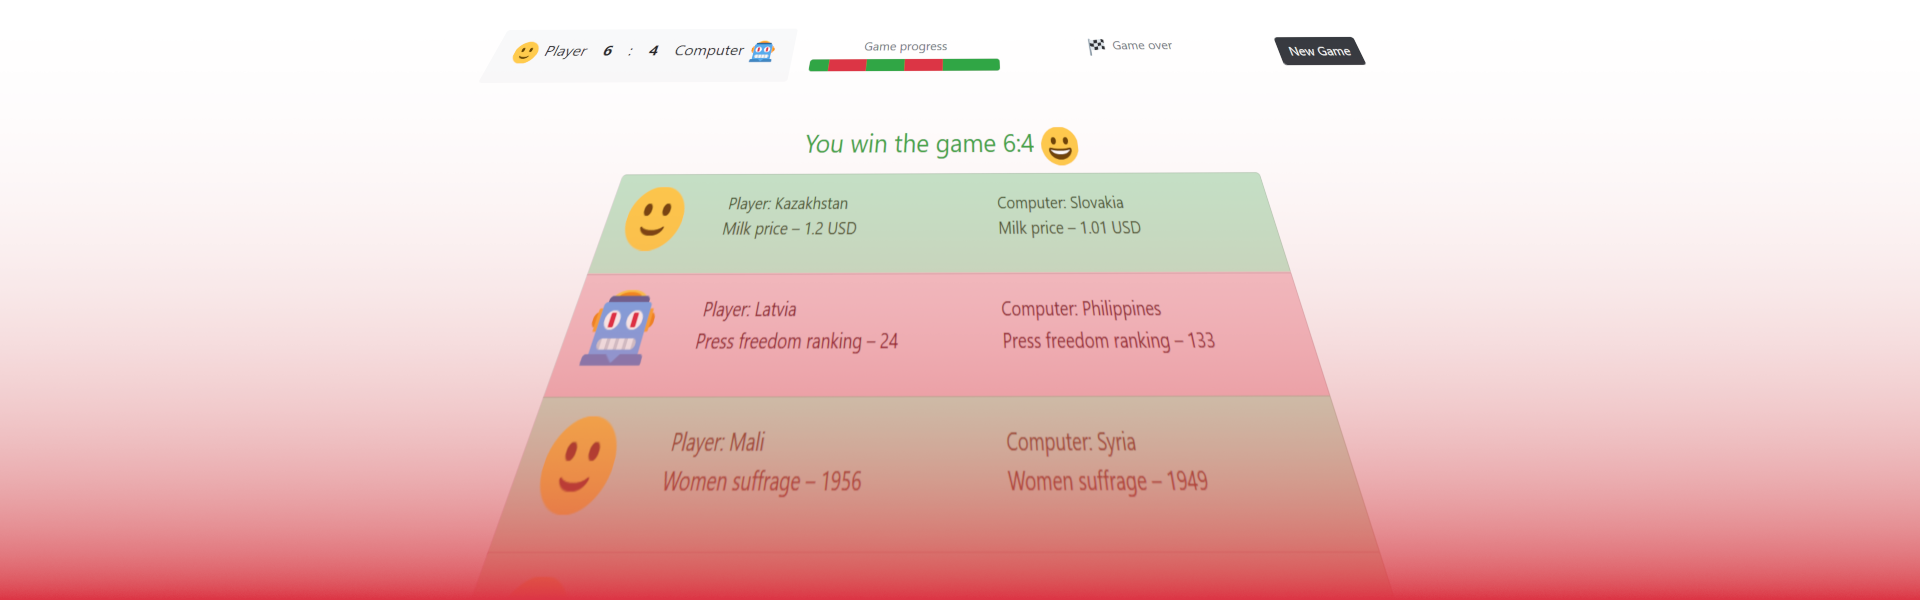 Player 6 : 4 Computer
Game progress
Game over
New Game
You win the game 6:4
Player: Kazakhstan
Milk price – 1.2 USD
Computer: Slovakia
Milk price – 1.01 USD
Player: Latvia
Press freedom ranking – 24
Computer: Philippines
Press freedom ranking – 133
Player: Mali
Women suffrage – 1956
Computer: Syria
Women suffrage – 1949